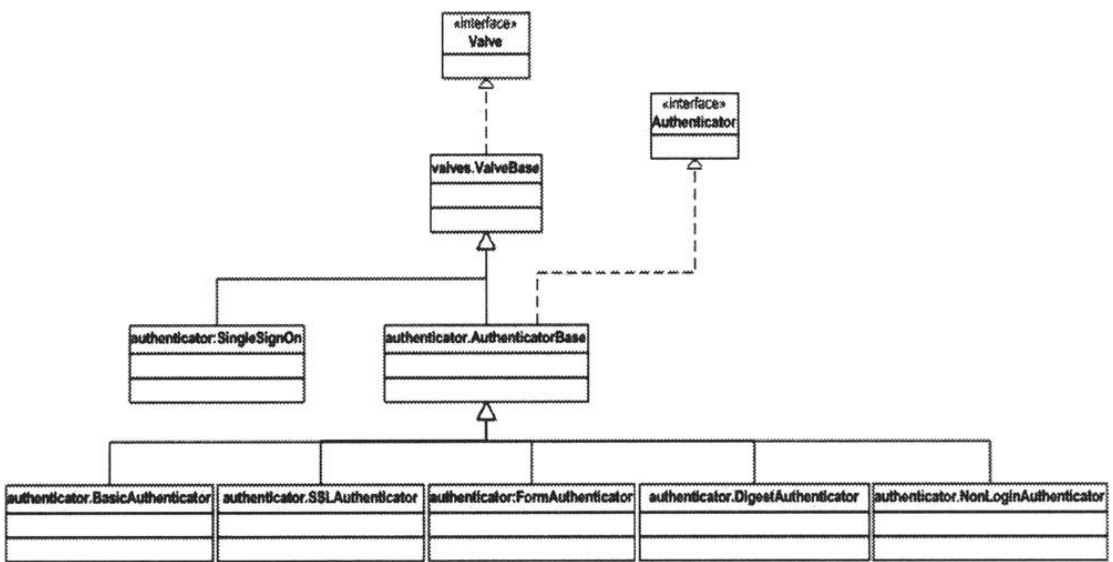 «interface»
Valve
«interface»
Authenticator
valves.ValveBase
authenticator:SingleSignOn
authenticator.AuthenticatorBase
authenticator.BasicAuthenticator
authenticator.SSLAuthenticator
authenticator:FormAuthenticator
authenticator.DigestAuthenticator
authenticator.NonLoginAuthenticator